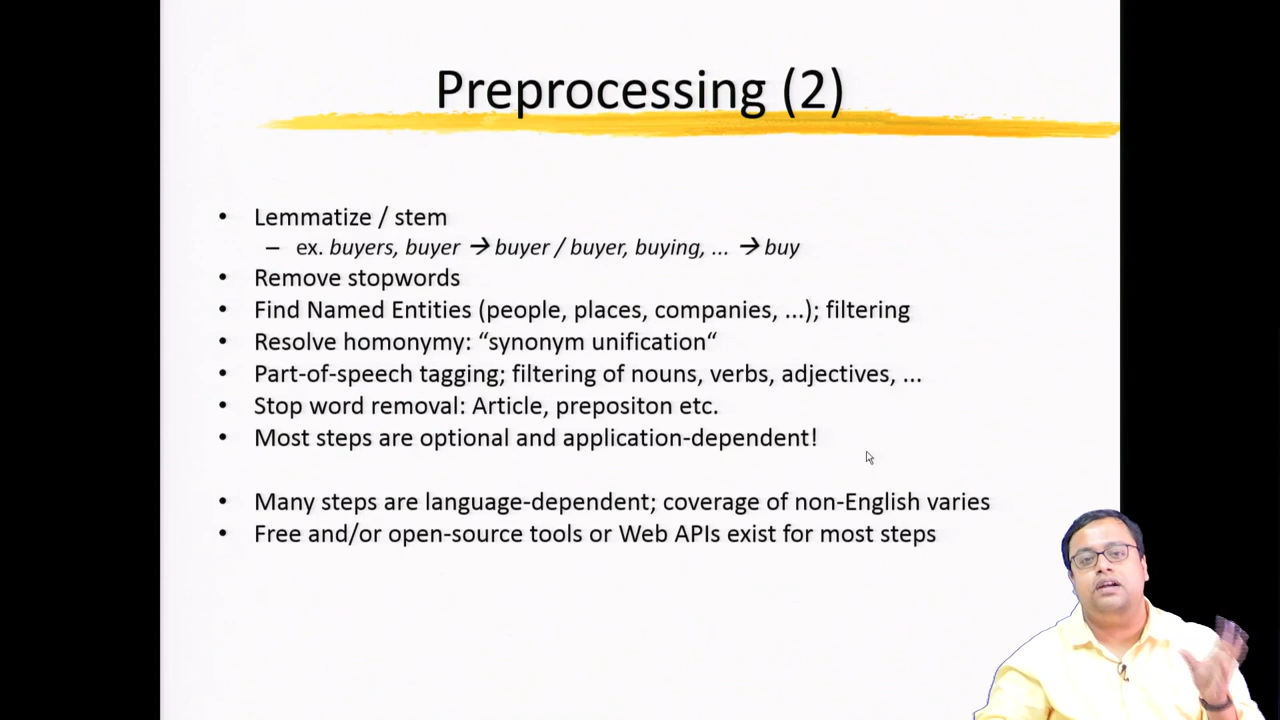 Preprocessing (2)
• Lemmatize / stem
– ex. buyers, buyer → buyer / buyer, buying, ... → buy
• Remove stopwords
• Find Named Entities (people, places, companies, ...); filtering
• Resolve homonymy: “synonym unification“
• Part-of-speech tagging; filtering of nouns, verbs, adjectives, ...
• Stop word removal: Article, prepositon etc.
• Most steps are optional and application-dependent!
• Many steps are language-dependent; coverage of non-English varies
• Free and/or open-source tools or Web APIs exist for most steps